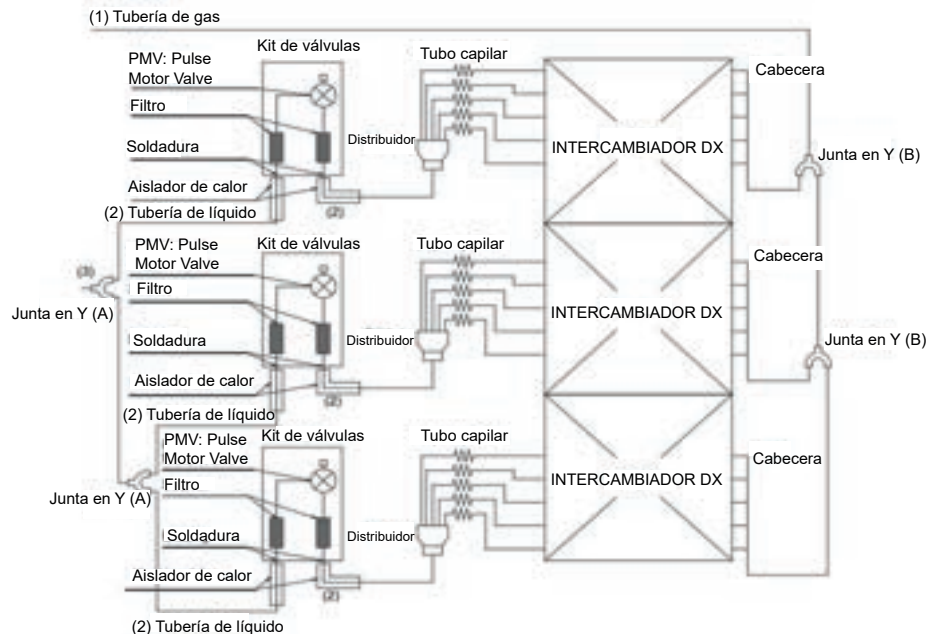 (1) Tubería de gas
Kit de válvulas
Tubo capilar
PMV: Pulse
Motor Valve
Cabecera
Filtro
Distribuidor
Soldadura
INTERCAMBIADOR DX
Junta en Y (B)
Aislador de calor
(2)
(2) Tubería de líquido
Kit de válvulas
Tubo capilar
PMV: Pulse
Motor Valve
Cabecera
(3)
Filtro
Junta en Y (A)
INTERCAMBIADOR DX
Soldadura
Distribuidor
Junta en Y (B)
Aislador de calor
(2)
(2) Tubería de líquido
Kit de válvulas
Tubo capilar
PMV: Pulse
Motor Valve
Cabecera
Filtro
Junta en Y (A)
INTERCAMBIADOR DX
Soldadura
Distribuidor
Aislador de calor
(2)
(2) Tubería de líquido